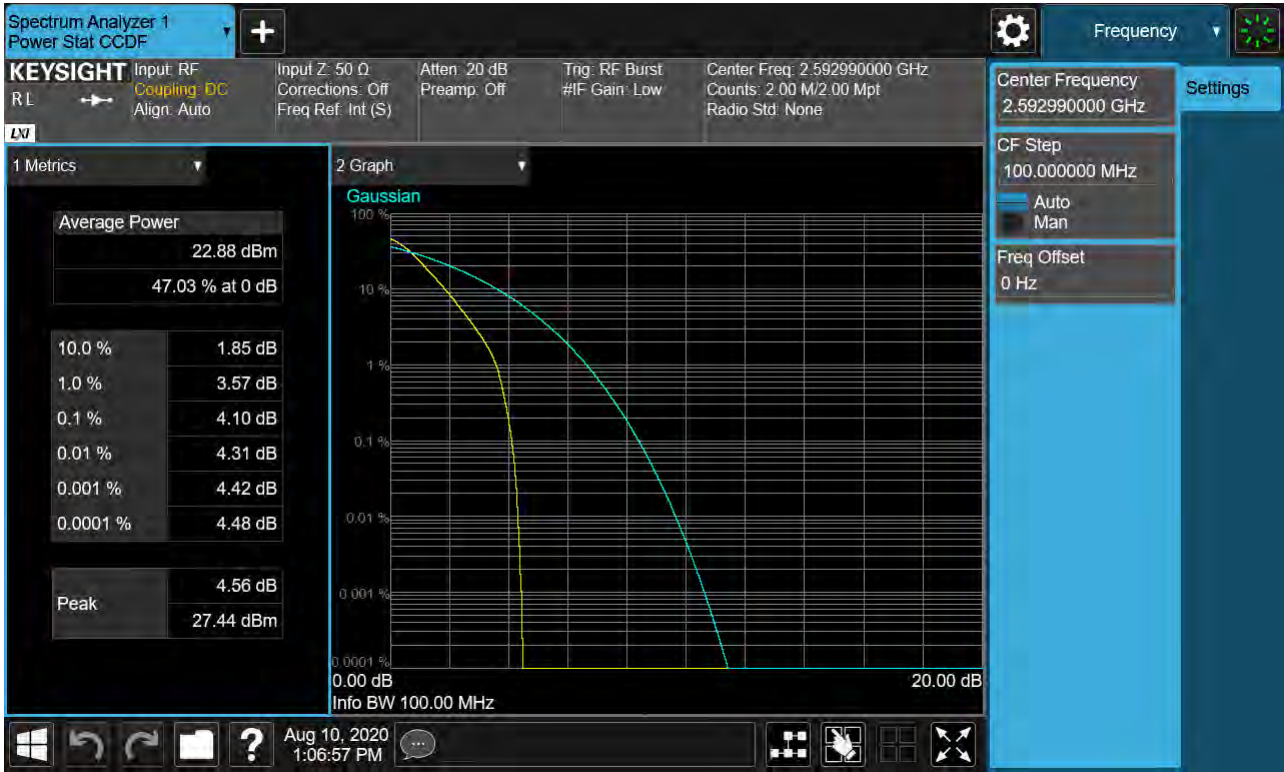 Spectrum Analyzer 1
Power Stat CCDF
Frequency
KEYSIGHT
RL
LXI
Input: RF
Coupling: DC
Align: Auto
Input Z: 50 Ω
Corrections: Off
Freq Ref: Int (S)
Atten: 20 dB
Preamp: Off
Trig: RF Burst
#IF Gain: Low
Center Freq: 2.592990000 GHz
Counts: 2.00 M/2.00 Mpt
Radio Std: None
Center Frequency
2.592990000 GHz
Settings
CF Step
100.000000 MHz
Auto
Man
Freq Offset
0 Hz
1 Metrics
Average Power
22.88 dBm
47.03 % at 0 dB
10.0 % 1.85 dB
1.0 % 3.57 dB
0.1 % 4.10 dB
0.01 % 4.31 dB
0.001 % 4.42 dB
0.0001 % 4.48 dB
Peak
4.56 dB
27.44 dBm
2 Graph
Gaussian
100 %
10 %
1 %
0.1 %
0.01 %
0.001 %
0.0001 %
0.00 dB 20.00 dB
Info BW 100.00 MHz
Aug 10, 2020
1:06:57 PM